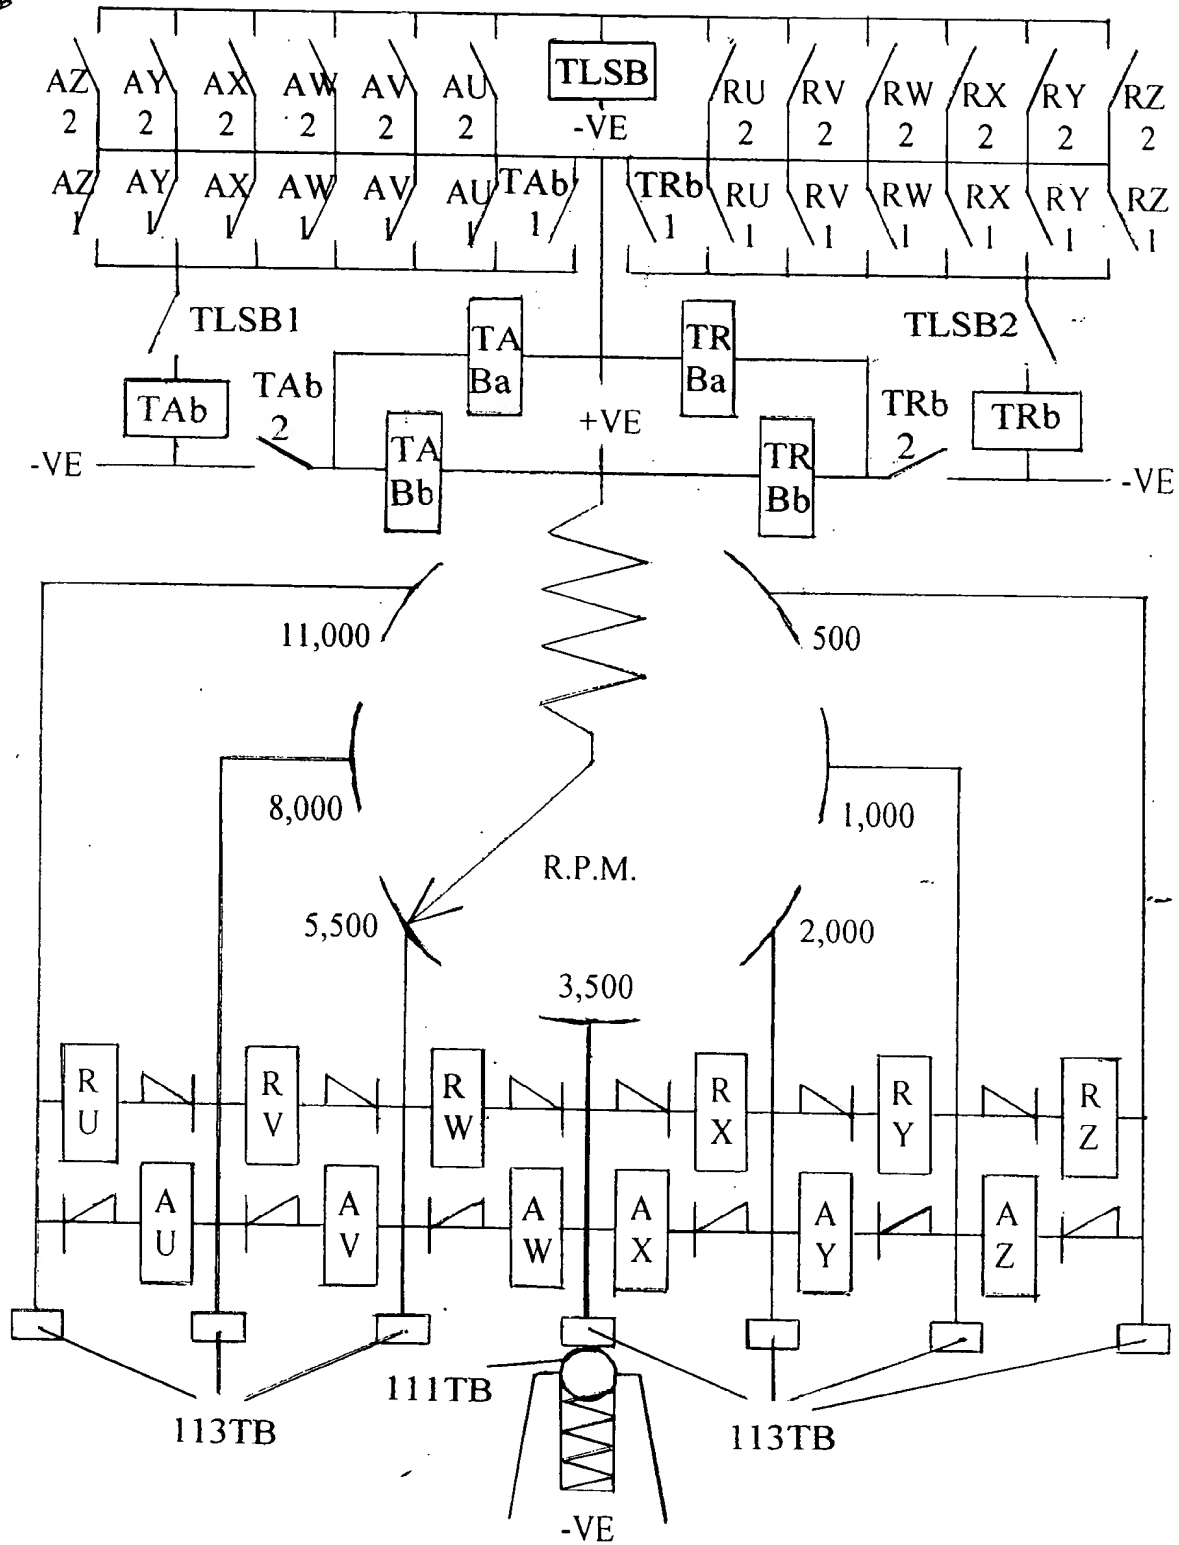 TLSB
-VE
AZ 2
AY 2
AX 2
AW 2
AV 2
AU 2
RU 2
RV 2
RW 2
RX 2
RY 2
RZ 2
AZ 1
AY 1
AX 1
AW 1
AV 1
AU 1
TAb 1
TRb 1
RU 1
RV 1
RW 1
RX 1
RY 1
RZ 1
TLSB1
TLSB2
TA Ba
TR Ba
TAb
TAb 2
+VE
TRb 2
TRb
-VE
TA Bb
TR Bb
-VE
11,000
500
8,000
1,000
R.P.M.
5,500
2,000
3,500
R U
R V
R W
R X
R Y
R Z
A U
A V
A W
A X
A Y
A Z
111TB
113TB
113TB
-VE